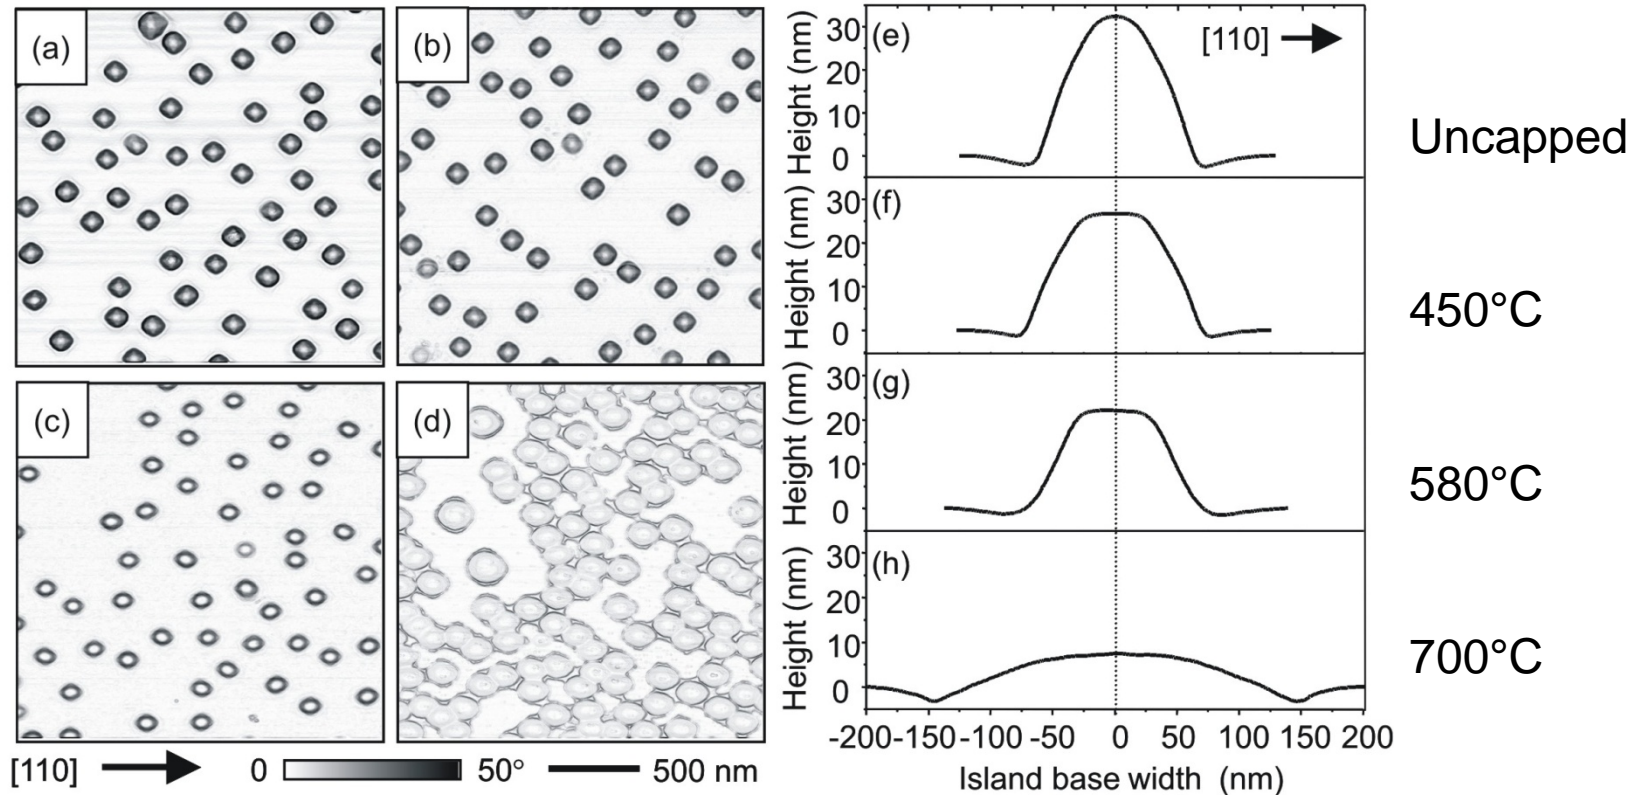 (a)
(b)
(c)
(d)
[110]
0
50°
500 nm
(e)
[110]
Height (nm)
30
20
10
0
Uncapped
(f)
Height (nm)
30
20
10
0
450°C
(g)
Height (nm)
30
20
10
0
580°C
(h)
Height (nm)
30
20
10
0
700°C
-200 -150 -100 -50 0 50 100 150 200
Island base width (nm)